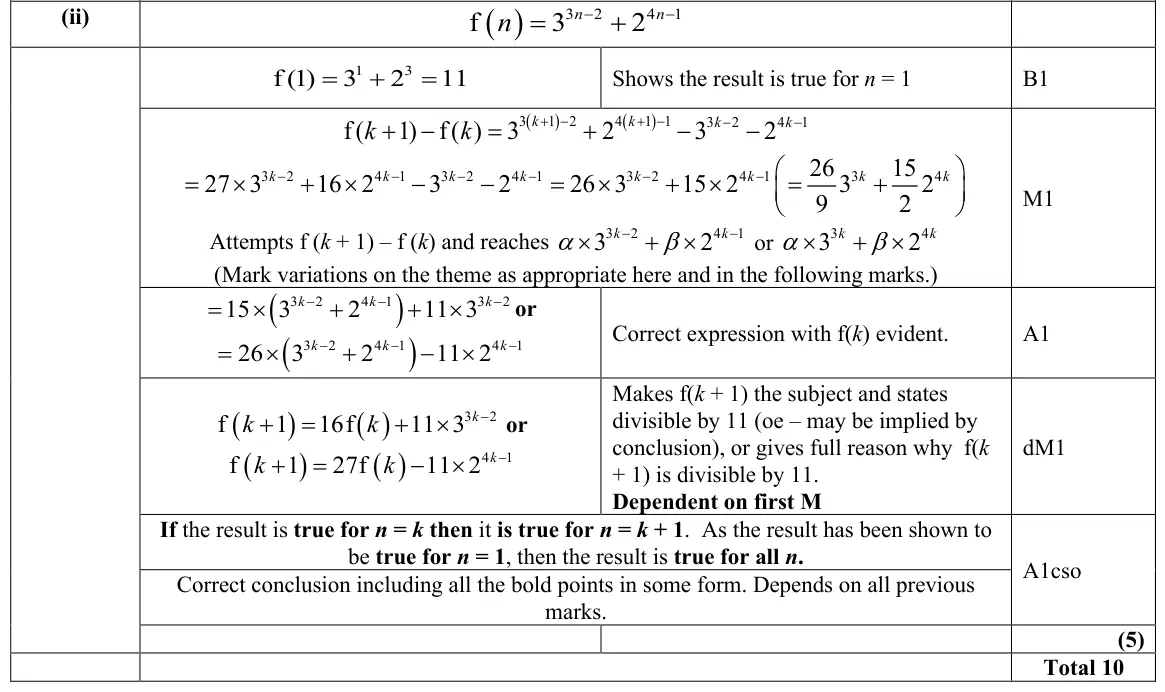 (ii)
f(n) = 3^{3n−2} + 2^{4n−1}
f(1) = 3^1 + 2^3 = 11
Shows the result is true for n = 1
B1
f(k + 1) − f(k) = 3^{3(k+1)−2} + 2^{4(k+1)−1} − 3^{3k−2} − 2^{4k−1}
= 27 × 3^{3k−2} + 16 × 2^{4k−1} − 3^{3k−2} − 2^{4k−1} = 26 × 3^{3k−2} + 15 × 2^{4k−1} (= 26/9 3^{3k} + 15/2 2^{4k})
Attempts f (k + 1) – f (k) and reaches α × 3^{3k−2} + β × 2^{4k−1} or α × 3^{3k} + β × 2^{4k}
(Mark variations on the theme as appropriate here and in the following marks.)
M1
= 15 × (3^{3k−2} + 2^{4k−1}) + 11 × 3^{3k−2} or
= 26 × (3^{3k−2} + 2^{4k−1}) − 11 × 2^{4k−1}
Correct expression with f(k) evident.
A1
f(k + 1) = 16f(k) + 11 × 3^{3k−2} or
f(k + 1) = 27f(k) − 11 × 2^{4k−1}
Makes f(k + 1) the subject and states
divisible by 11 (oe – may be implied by
conclusion), or gives full reason why f(k
+ 1) is divisible by 11.
Dependent on first M
dM1
If the result is true for n = k then it is true for n = k + 1. As the result has been shown to
be true for n = 1, then the result is true for all n.
Correct conclusion including all the bold points in some form. Depends on all previous
marks.
A1cso
(5)
Total 10